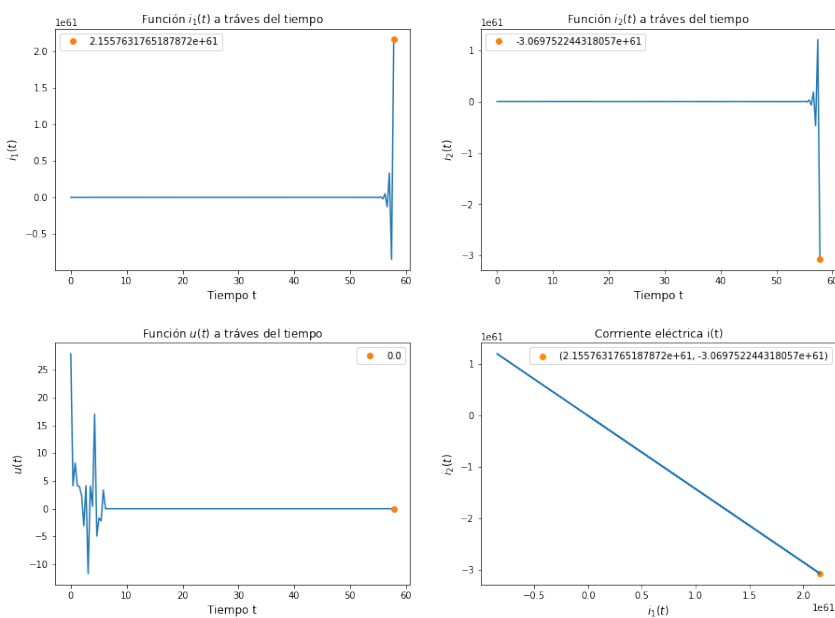 Función i₁(t) a tráves del tiempo
1e61
2.1557631765187872e+61
2.0
1.5
1.0
0.5
0.0
−0.5
i₁(t)
0 10 20 30 40 50 60
Tiempo t
Función i₂(t) a tráves del tiempo
1e61
-3.069752244318057e+61
1
0
−1
−2
−3
i₂(t)
0 10 20 30 40 50 60
Tiempo t
Función u(t) a tráves del tiempo
0.0
25
20
15
10
5
0
−5
−10
u(t)
0 10 20 30 40 50 60
Tiempo t
Corrriente eléctrica i(t)
1e61
(2.1557631765187872e+61, -3.069752244318057e+61)
1
0
−1
−2
−3
i₂(t)
−0.5 0.0 0.5 1.0 1.5 2.0
1e61
i₁(t)